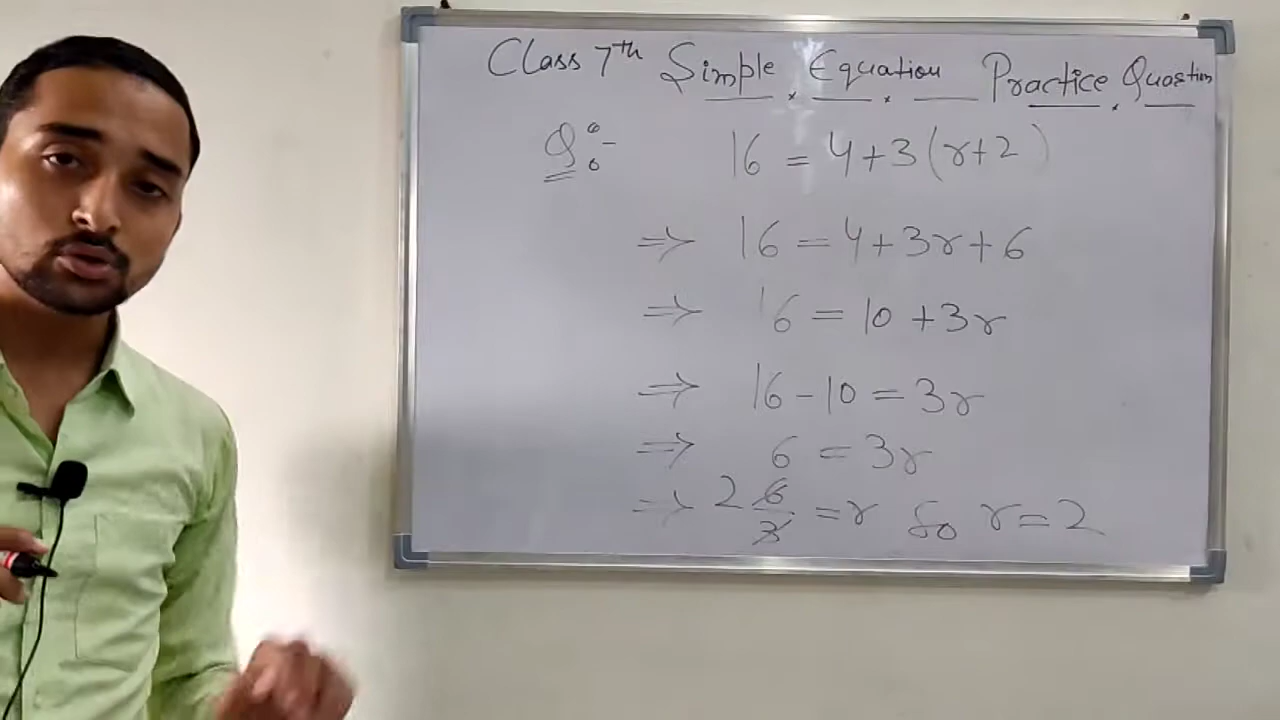 Class 7th Simple Equation Practice Question
Q:- 16 = 4+3(r+2)
⇒ 16 = 4+3r+6
⇒ 16 = 10 +3r
⇒ 16-10 = 3r
⇒ 6 = 3r
⇒ 2 6/3 = r So r=2